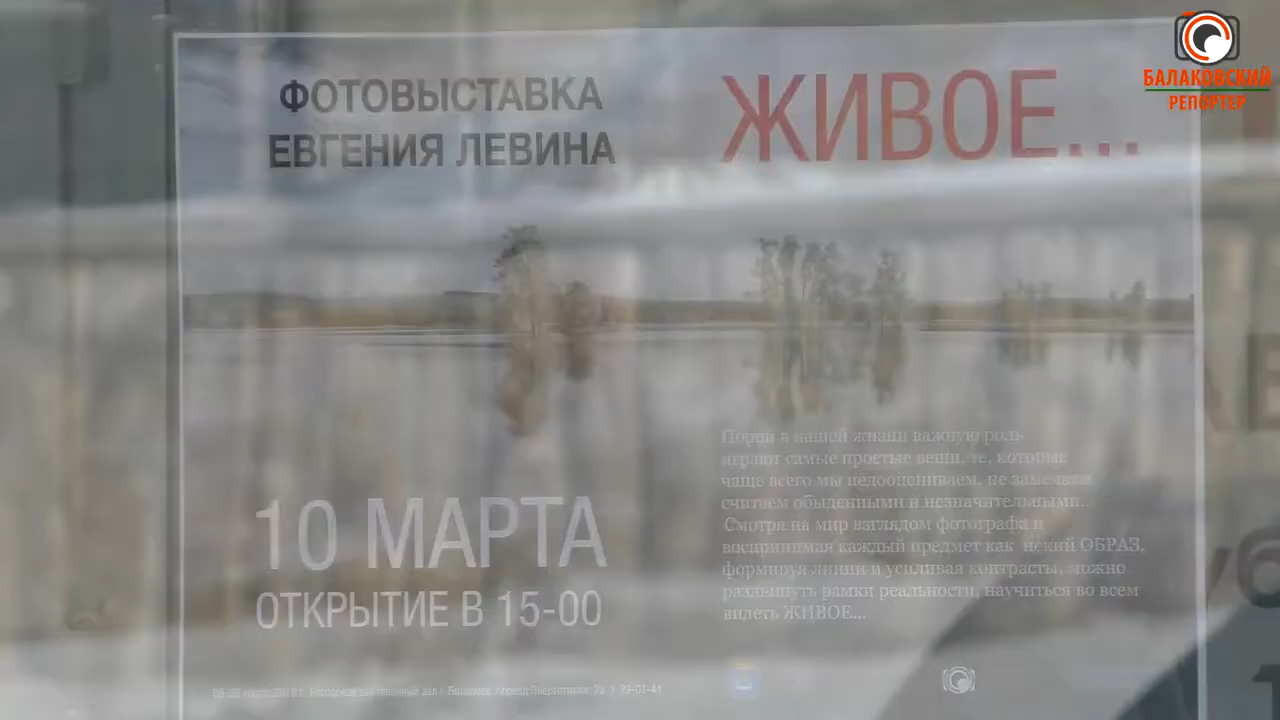 БАЛАКОВСКИЙ
РЕПОРТЁР
ФОТОВЫСТАВКА
ЕВГЕНИЯ ЛЕВИНА
ЖИВОЕ...
Порой в нашей жизни важную роль
играют самые простые вещи, те, которые
чаще всего мы недооцениваем, не замечаем,
считаем обыденными и незначительными..
Смотря на мир взглядом фотографа и
воспринимая каждый предмет как некий ОБРАЗ,
формируя линии и усиливая контрасты, можно
раздвинуть рамки реальности, научиться во всем
видеть ЖИВОЕ...
10 МАРТА
ОТКРЫТИЕ В 15-00